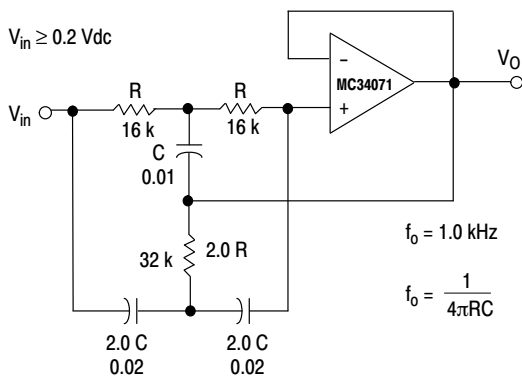 V_in ≥ 0.2 Vdc
V_in
R
16 k
R
16 k
C
0.01
−
MC34071
+
V_O
32 k
2.0 R
2.0 C
0.02
2.0 C
0.02
f_o = 1.0 kHz
f_o = 1 / 4πRC